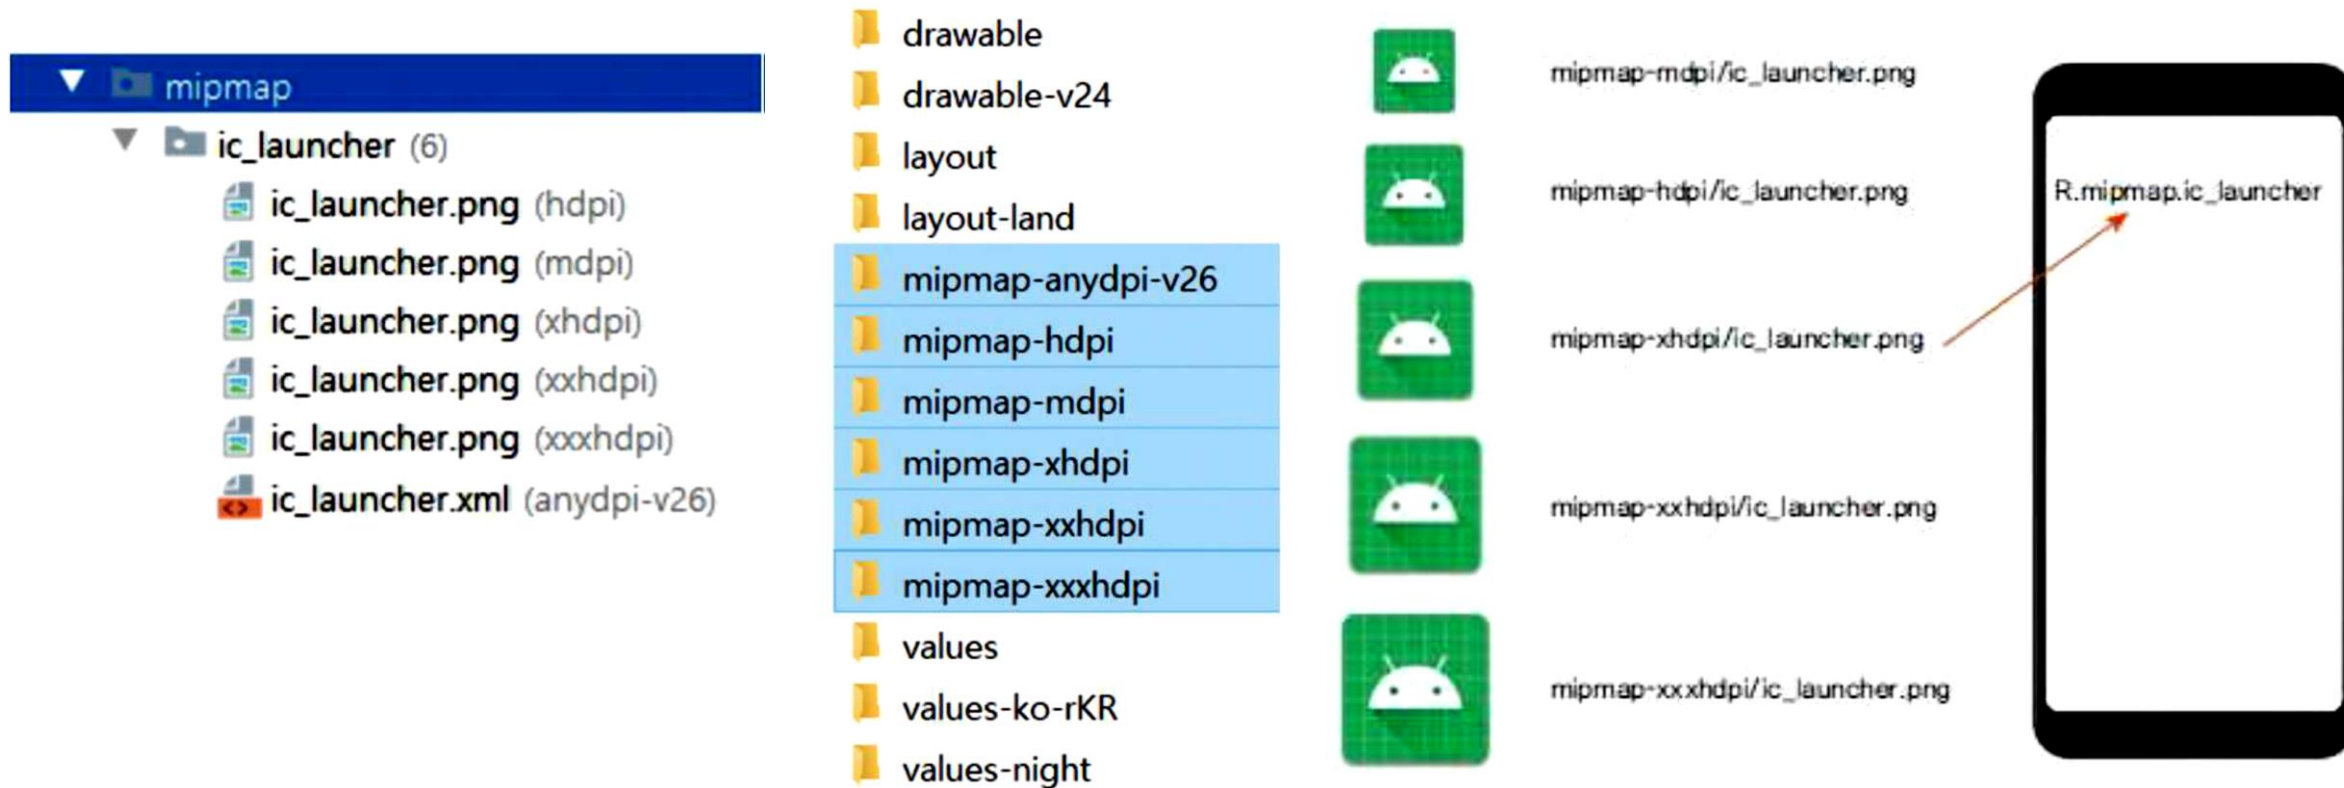 mipmap
ic_launcher (6)
ic_launcher.png (hdpi)
ic_launcher.png (mdpi)
ic_launcher.png (xhdpi)
ic_launcher.png (xxhdpi)
ic_launcher.png (xxxhdpi)
ic_launcher.xml (anydpi-v26)
drawable
drawable-v24
layout
layout-land
mipmap-anydpi-v26
mipmap-hdpi
mipmap-mdpi
mipmap-xhdpi
mipmap-xxhdpi
mipmap-xxxhdpi
values
values-ko-rKR
values-night
mipmap-mdpi/ic_launcher.png
mipmap-hdpi/ic_launcher.png
mipmap-xhdpi/ic_launcher.png
mipmap-xxhdpi/ic_launcher.png
mipmap-xxxhdpi/ic_launcher.png
R.mipmap.ic_launcher